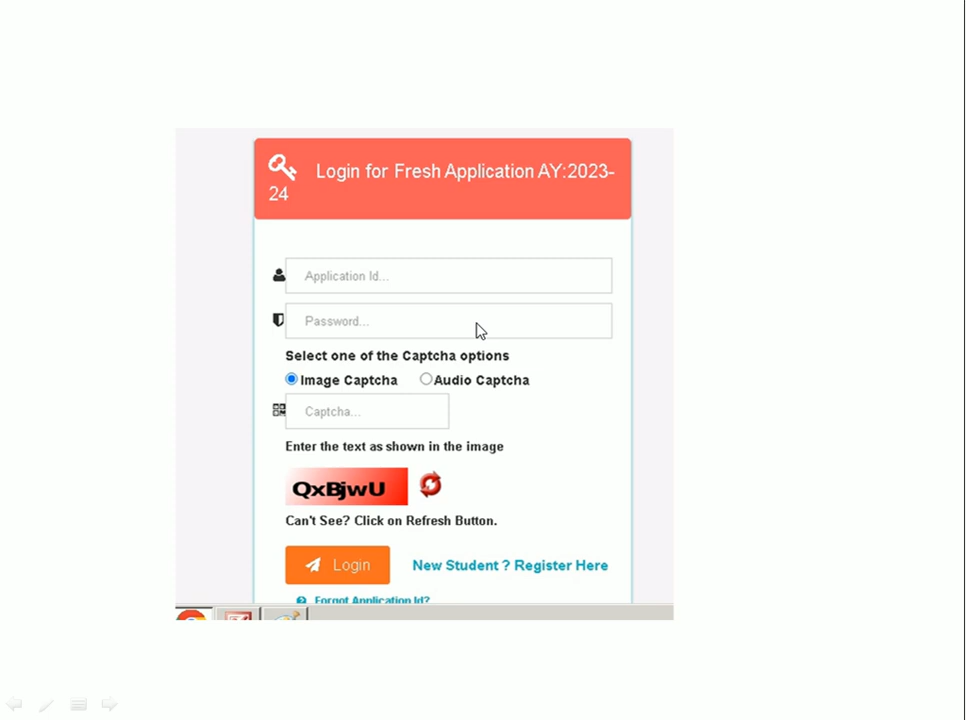 Login for Fresh Application AY:2023-
24
Application Id...
Password...
Select one of the Captcha options
Image Captcha Audio Captcha
Captcha...
Enter the text as shown in the image
QxBjwU
Can't See? Click on Refresh Button.
Login New Student ? Register Here
Forgot Application Id?